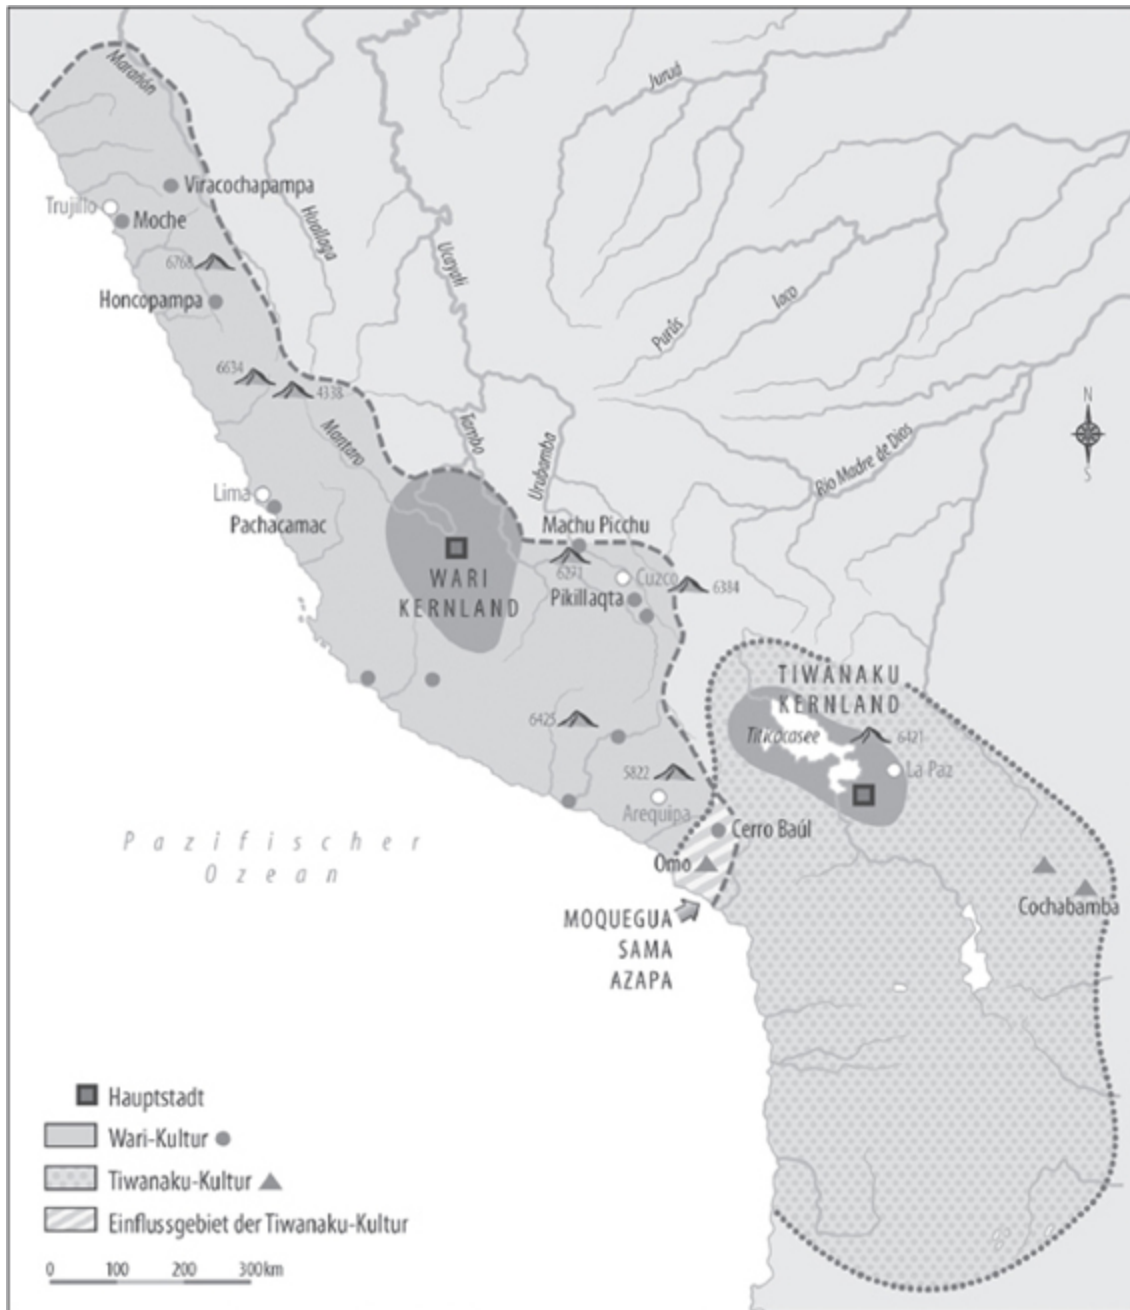 Marañón
Juruá
Viracochapampa
Trujillo
Moche
Huallaga
Ucayali
6768
Honcopampa
Iaco
Purús
6634
4338
N
S
Mantaro
Tambo
Urubamba
Rio Madre de Dios
Lima
Pachacamac
Machu Picchu
6271
WARI
KERNLAND
Cuzco
6384
Pikillaqta
TIWANAKU
KERNLAND
6425
Titicacasee
6421
5822
La Paz
Arequipa
Cerro Baúl
Pazifischer
Ozean
Omo
Cochabamba
MOQUEGUA
SAMA
AZAPA
Hauptstadt
Wari-Kultur
Tiwanaku-Kultur
Einflussgebiet der Tiwanaku-Kultur
0 100 200 300 km